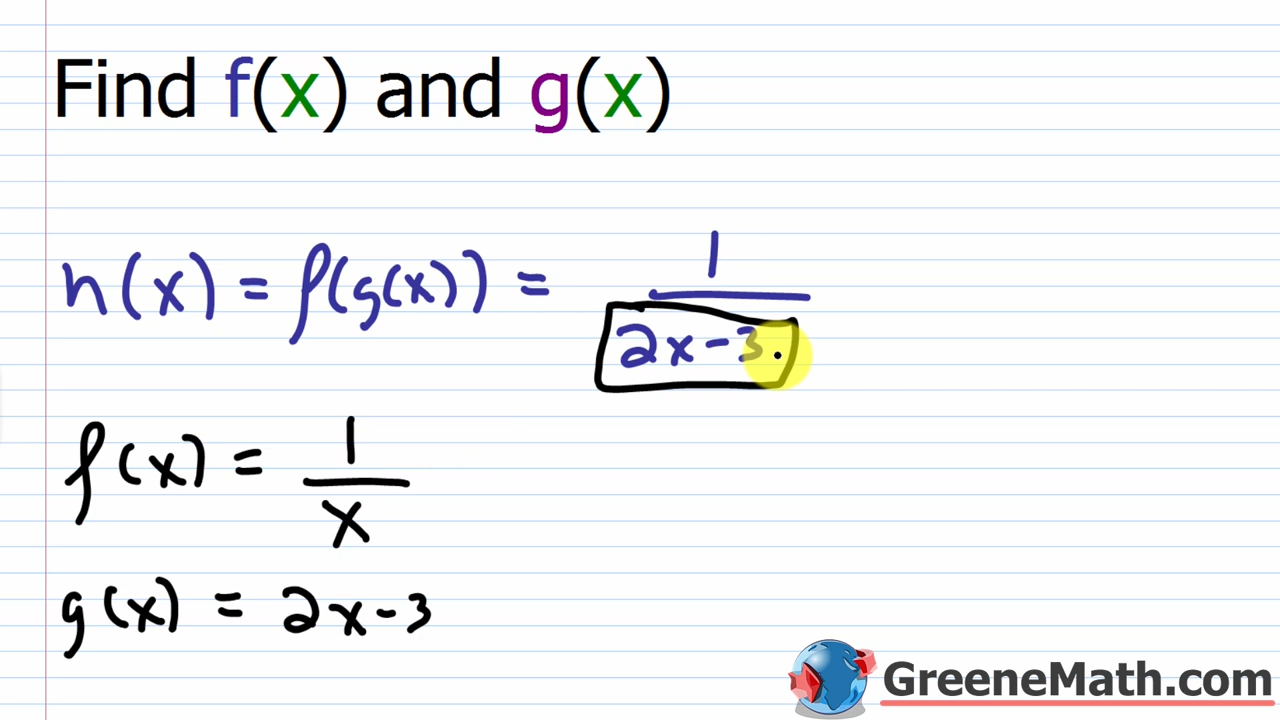 Find f(x) and g(x)
h(x) = f(g(x)) = 1/2x-3
f(x) = 1/x
g(x) = 2x-3
GreeneMath.com